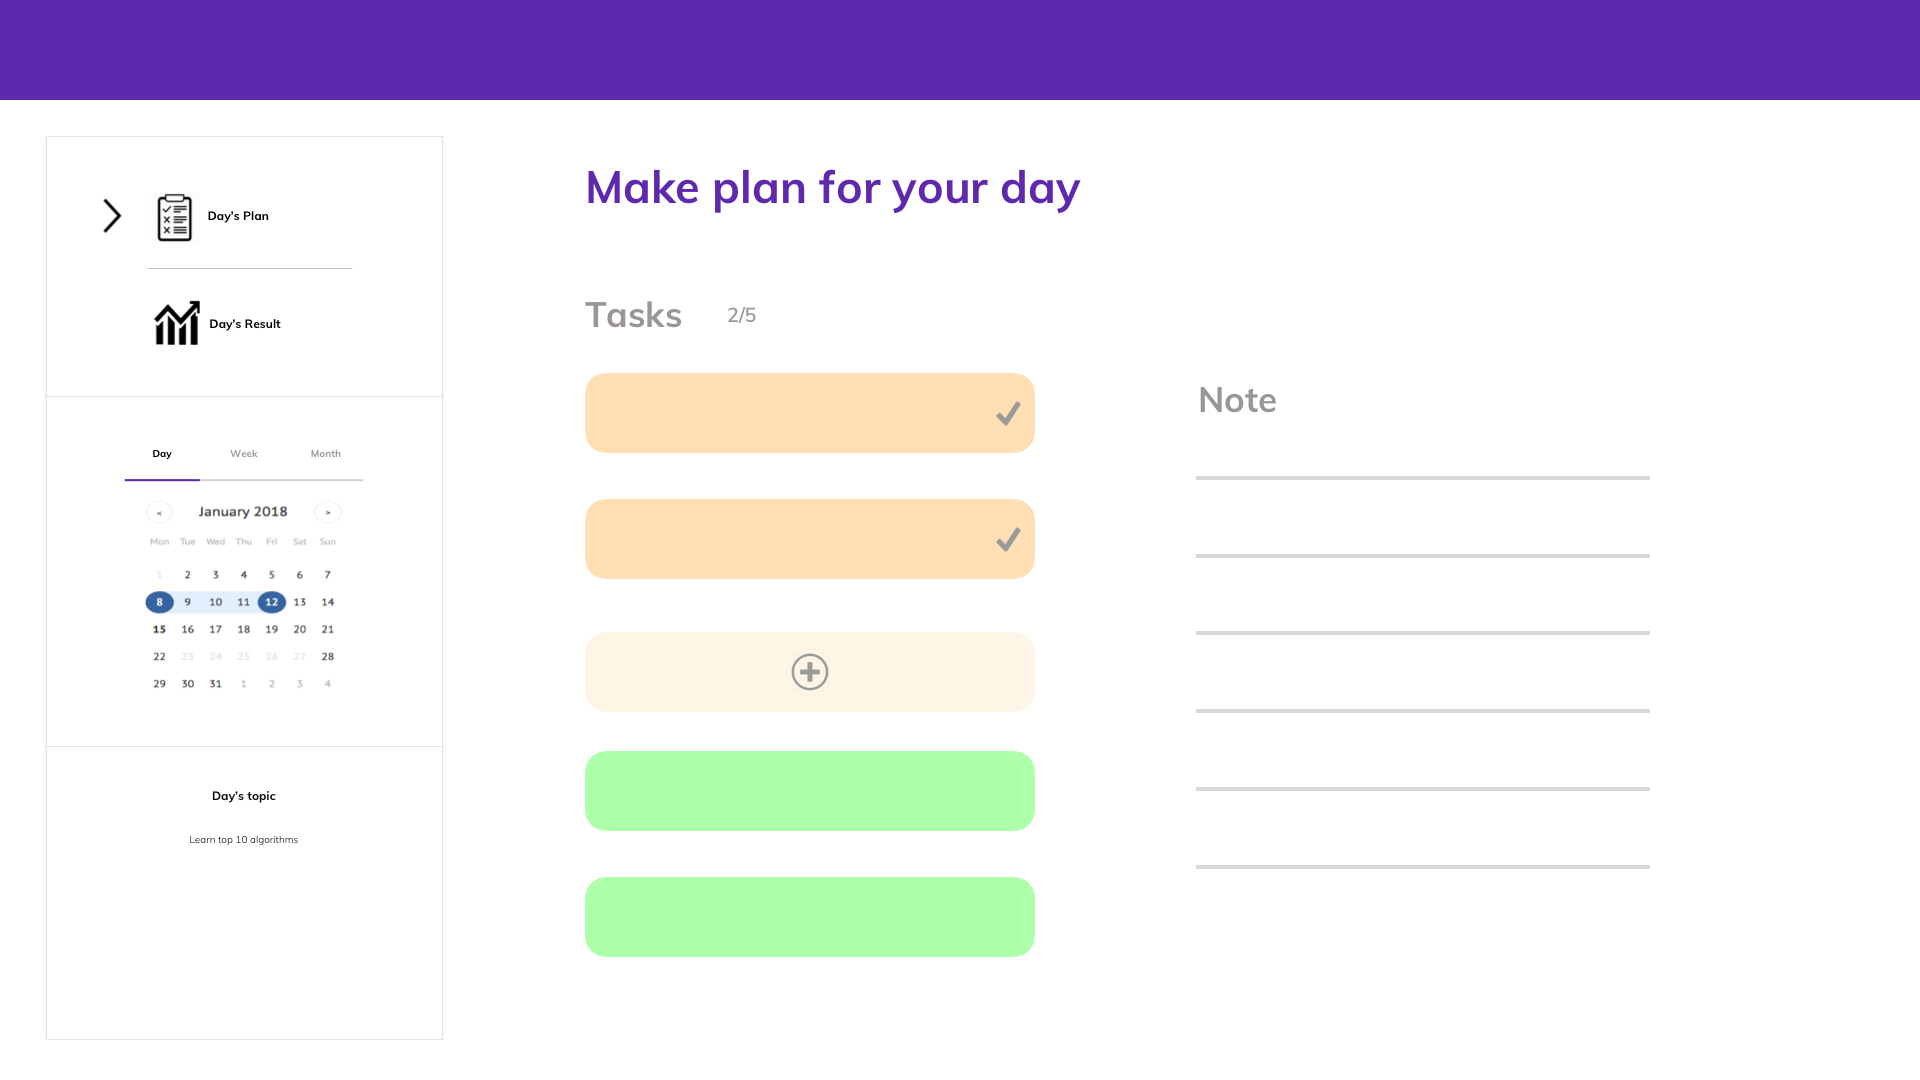 Make plan for your day
Day's Plan
Day's Result
Day Week Month
< January 2018 >
Mon Tue Wed Thu Fri Sat Sun
1 2 3 4 5 6 7
8 9 10 11 12 13 14
15 16 17 18 19 20 21
22 23 24 25 26 27 28
29 30 31 1 2 3 4
Day's topic
Learn top 10 algorithms
Tasks 2/5
Note